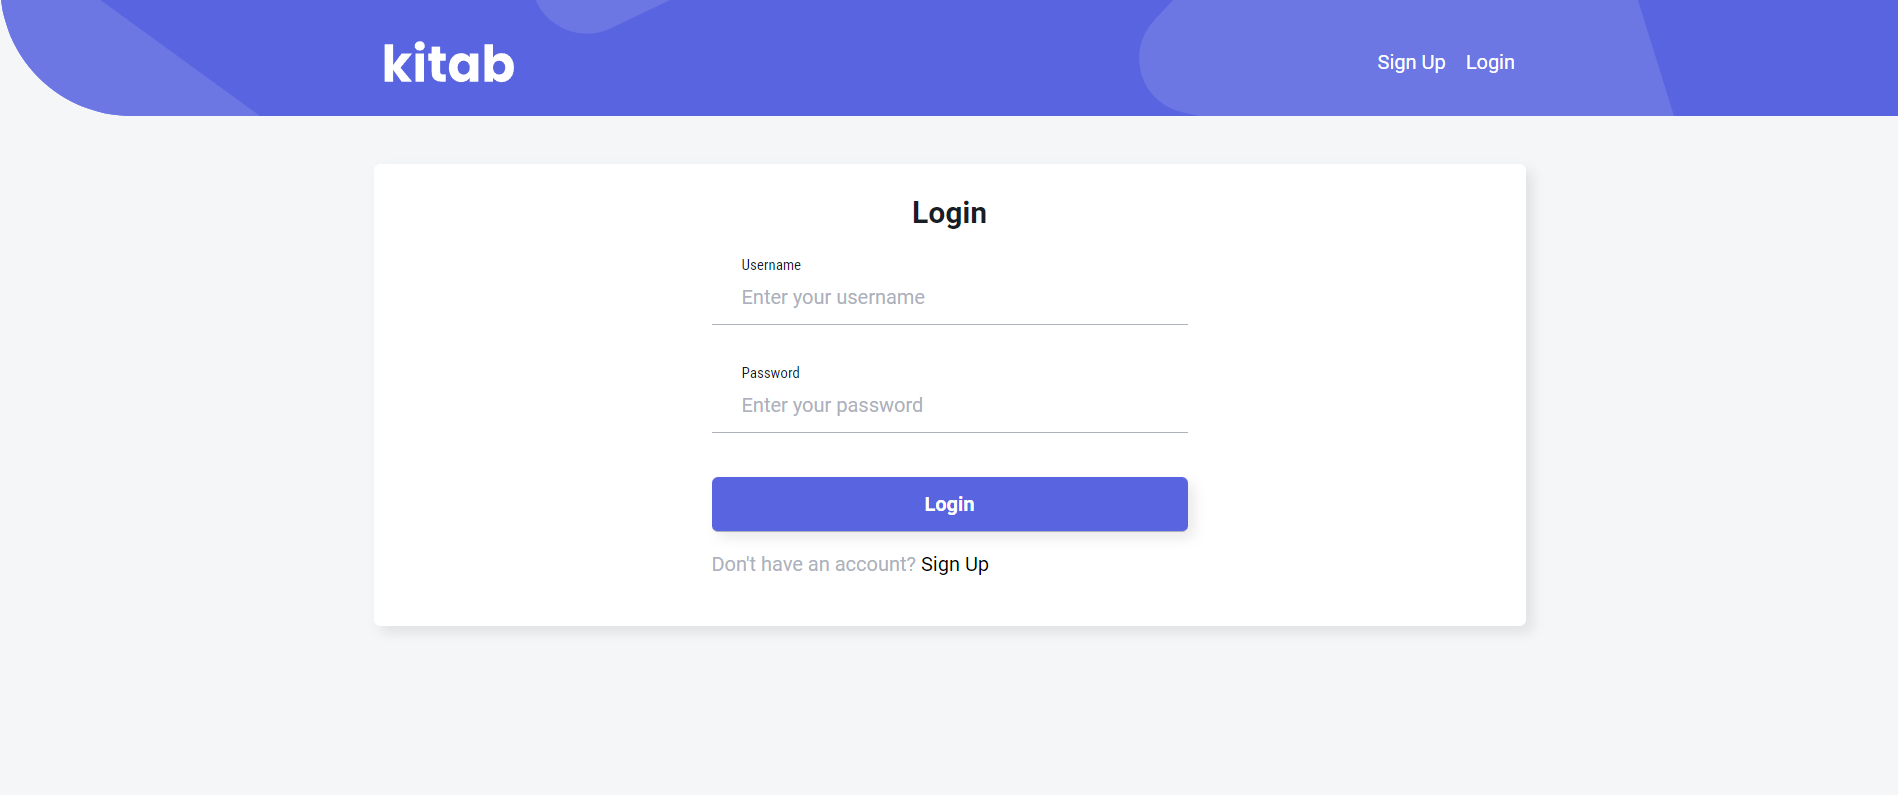 kitab
Sign Up Login
Login
Username
Enter your username
Password
Enter your password
Login
Don't have an account? Sign Up